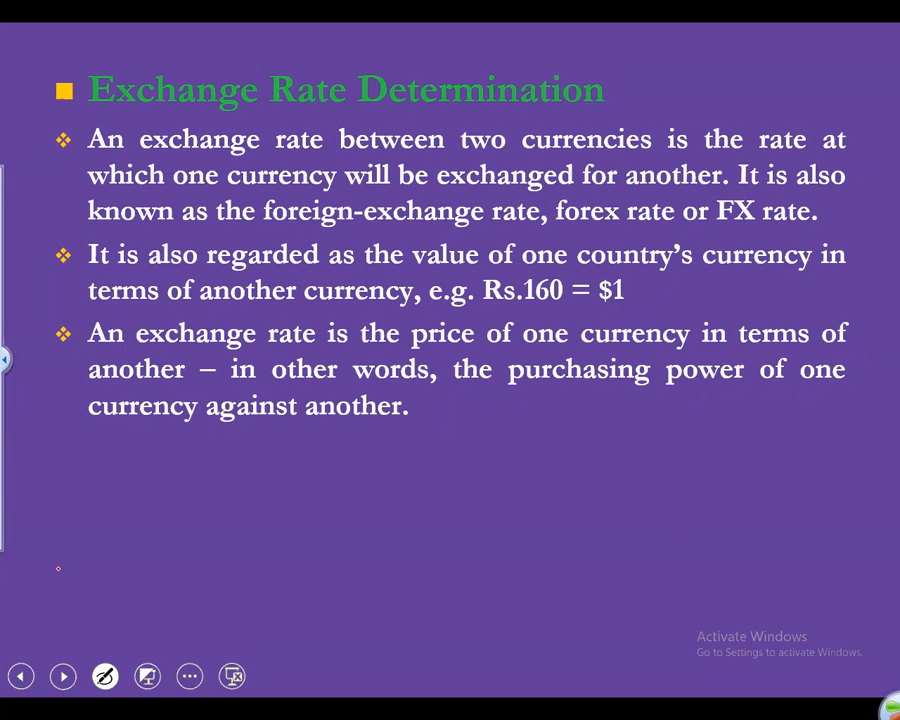 Exchange Rate Determination
An exchange rate between two currencies is the rate at
which one currency will be exchanged for another. It is also
known as the foreign-exchange rate, forex rate or FX rate.
It is also regarded as the value of one country’s currency in
terms of another currency, e.g. Rs.160 = $1
An exchange rate is the price of one currency in terms of
another – in other words, the purchasing power of one
currency against another.
Activate Windows
Go to Settings to activate Windows.